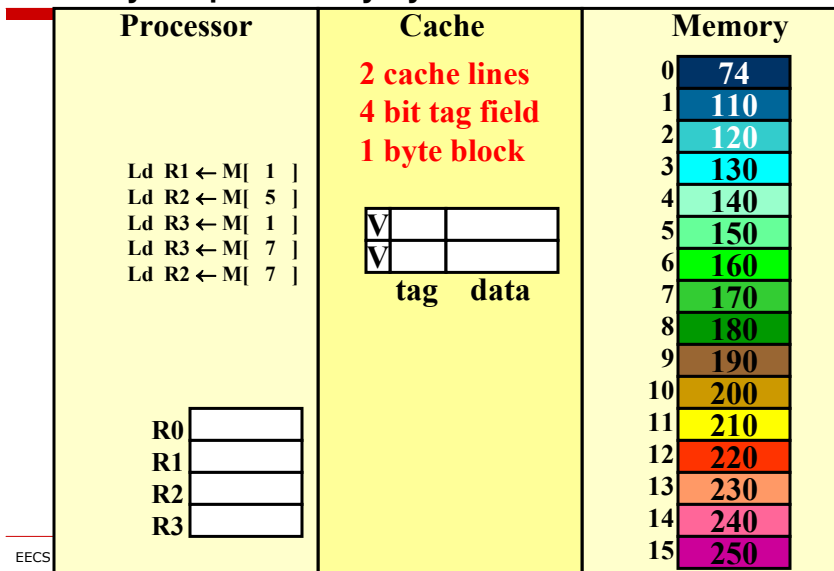 Processor
Cache
Memory
2 cache lines
4 bit tag field
1 byte block
Ld R1 ← M[ 1 ]
Ld R2 ← M[ 5 ]
Ld R3 ← M[ 1 ]
Ld R3 ← M[ 7 ]
Ld R2 ← M[ 7 ]
V
V
tag data
R0
R1
R2
R3
0 74
1 110
2 120
3 130
4 140
5 150
6 160
7 170
8 180
9 190
10 200
11 210
12 220
13 230
14 240
15 250
EECS